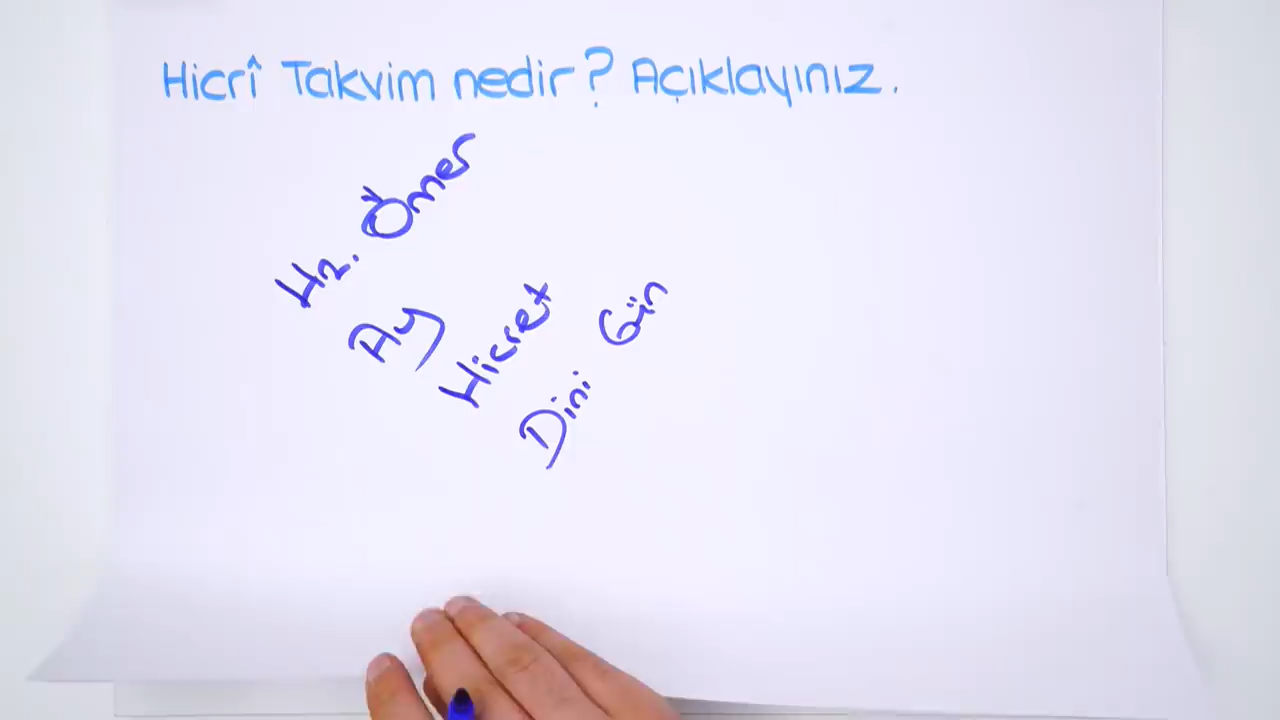 Hicrî Takvim nedir? Açıklayınız.
Hz. Ömer
Ay
Hicret
Dini Gün